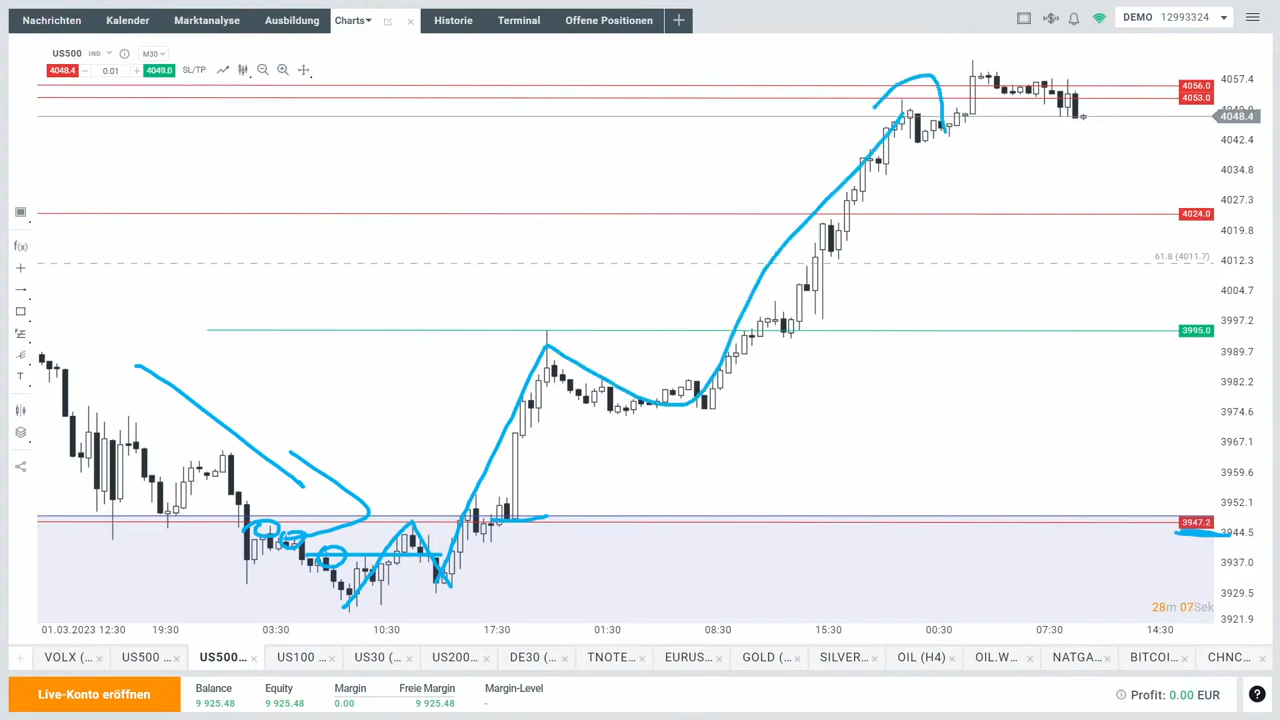 Nachrichten Kalender Marktanalyse Ausbildung Charts Historie Terminal Offene Positionen DEMO 12993324
US500 IND M30
4048.4 0.01 4049.0 SL/TP
4057.4
4056.0
4053.0
4048.4
4042.4
4034.8
4027.3
4024.0
4019.8
61.8 (4011.7) 4012.3
4004.7
3997.2
3995.0
3989.7
3982.2
3974.6
3967.1
3959.6
3952.1
3947.2
3944.5
3937.0
3929.5
28m 07Sek
3921.9
01.03.2023 12:30 19:30 03:30 10:30 17:30 01:30 08:30 15:30 00:30 07:30 14:30
VOLX (... US500 ... US500... US100 ... US30 (... US200... DE30 (... TNOTE... EURUS... GOLD (... SILVER... OIL (H4) OIL.W... NATGA... BITCOI... CHNC...
Live-Konto eröffnen Balance Equity Margin Freie Margin Margin-Level Profit: 0.00 EUR
9 925.48 9 925.48 0.00 9 925.48 -
f(x)
T